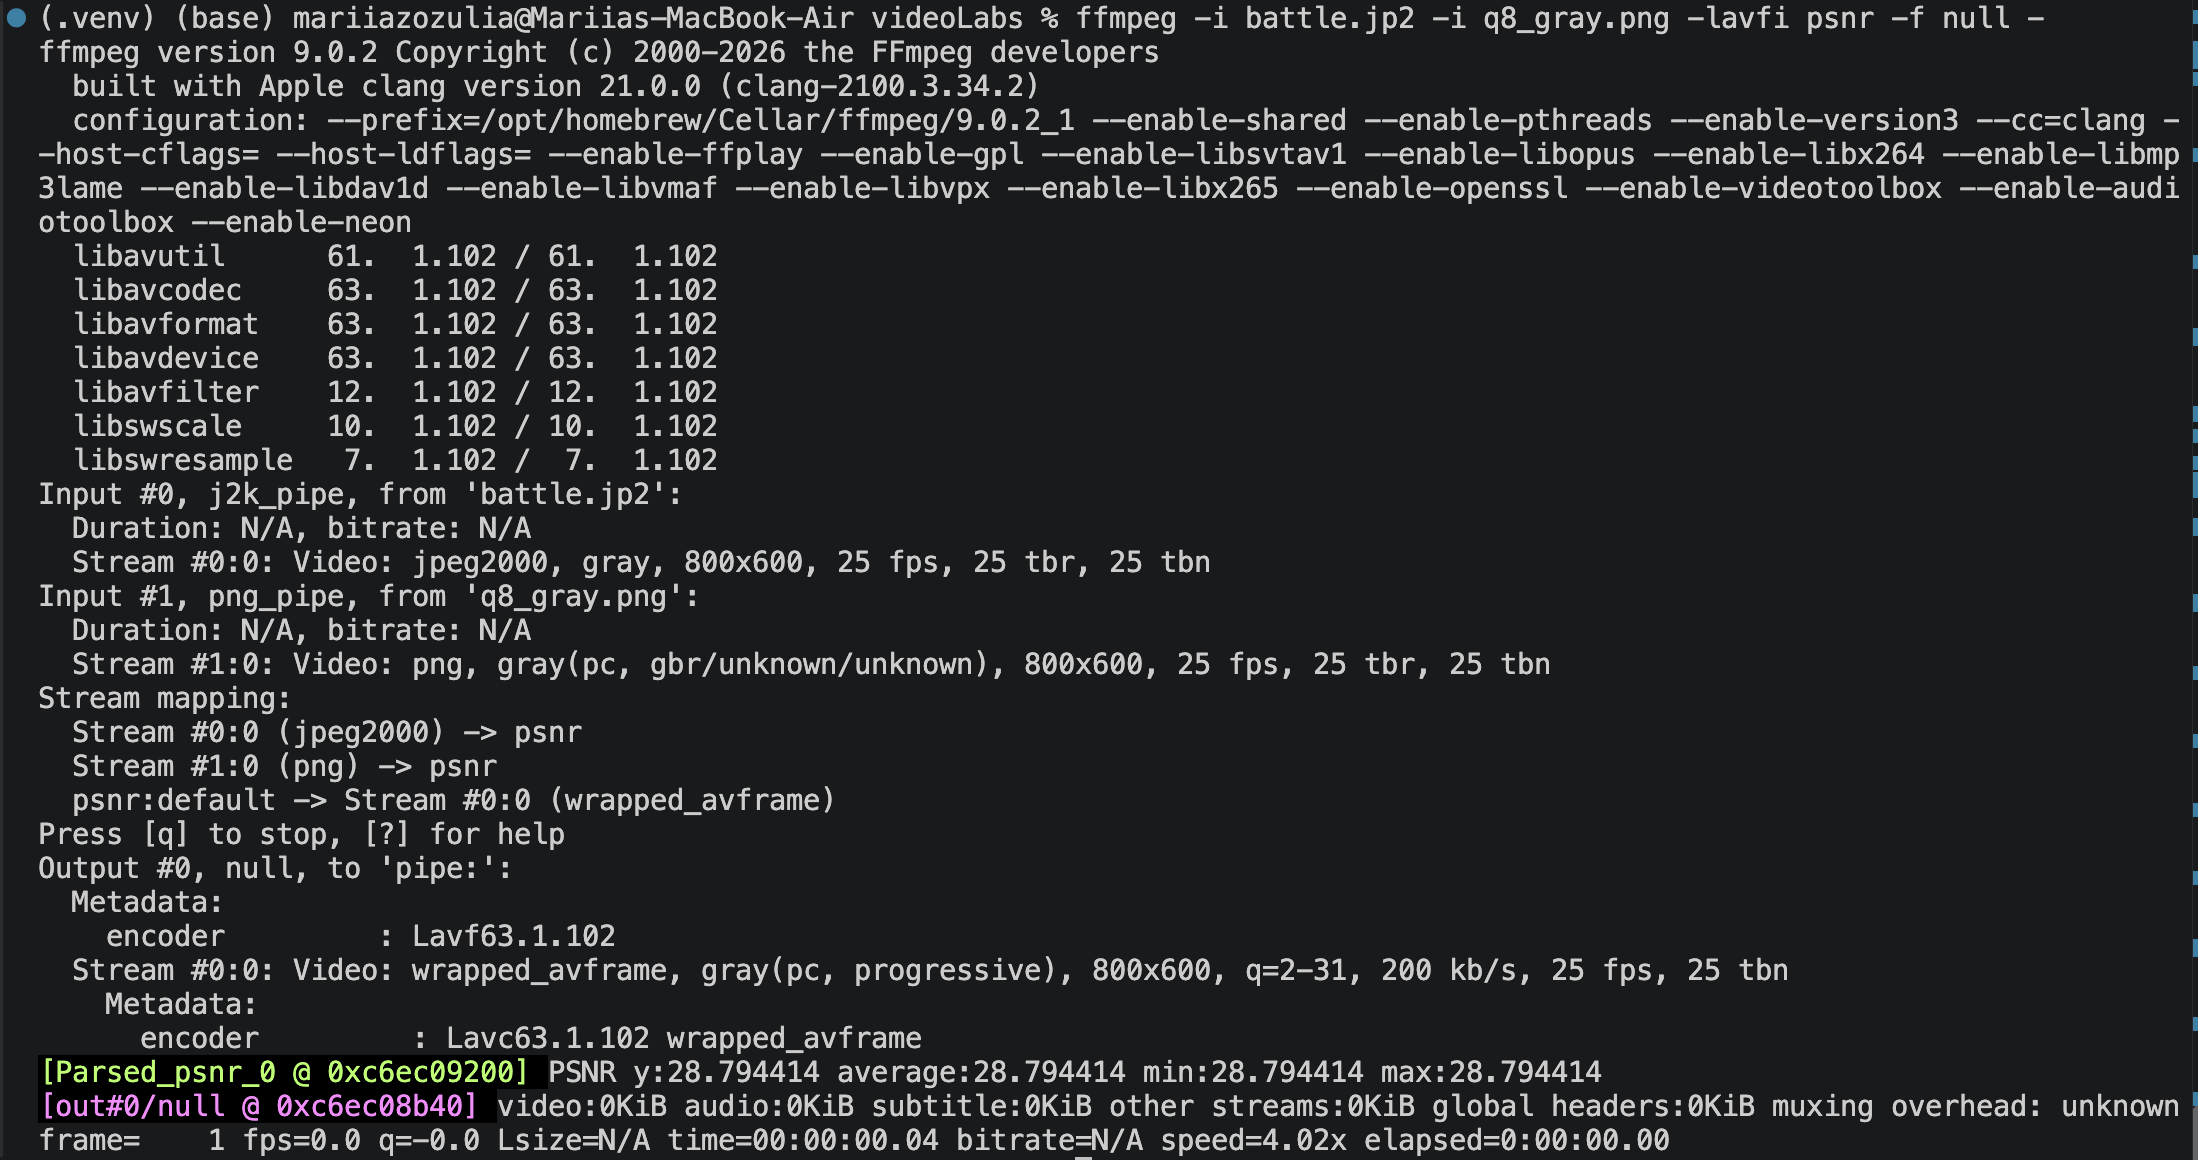 (.venv) (base) mariiazozulia@Mariias-MacBook-Air videoLabs % ffmpeg -i battle.jp2 -i q8_gray.png -lavfi psnr -f null -
ffmpeg version 9.0.2 Copyright (c) 2000-2026 the FFmpeg developers
  built with Apple clang version 21.0.0 (clang-2100.3.34.2)
  configuration: --prefix=/opt/homebrew/Cellar/ffmpeg/9.0.2_1 --enable-shared --enable-pthreads --enable-version3 --cc=clang -
-host-cflags= --host-ldflags= --enable-ffplay --enable-gpl --enable-libsvtav1 --enable-libopus --enable-libx264 --enable-libmp
3lame --enable-libdav1d --enable-libvmaf --enable-libvpx --enable-libx265 --enable-openssl --enable-videotoolbox --enable-audi
otoolbox --enable-neon
  libavutil      61.  1.102 / 61.  1.102
  libavcodec     63.  1.102 / 63.  1.102
  libavformat    63.  1.102 / 63.  1.102
  libavdevice    63.  1.102 / 63.  1.102
  libavfilter    12.  1.102 / 12.  1.102
  libswscale     10.  1.102 / 10.  1.102
  libswresample   7.  1.102 /  7.  1.102
Input #0, j2k_pipe, from 'battle.jp2':
  Duration: N/A, bitrate: N/A
  Stream #0:0: Video: jpeg2000, gray, 800x600, 25 fps, 25 tbr, 25 tbn
Input #1, png_pipe, from 'q8_gray.png':
  Duration: N/A, bitrate: N/A
  Stream #1:0: Video: png, gray(pc, gbr/unknown/unknown), 800x600, 25 fps, 25 tbr, 25 tbn
Stream mapping:
  Stream #0:0 (jpeg2000) -> psnr
  Stream #1:0 (png) -> psnr
  psnr:default -> Stream #0:0 (wrapped_avframe)
Press [q] to stop, [?] for help
Output #0, null, to 'pipe:':
  Metadata:
    encoder         : Lavf63.1.102
  Stream #0:0: Video: wrapped_avframe, gray(pc, progressive), 800x600, q=2-31, 200 kb/s, 25 fps, 25 tbn
    Metadata:
      encoder         : Lavc63.1.102 wrapped_avframe
[Parsed_psnr_0 @ 0xc6ec09200] PSNR y:28.794414 average:28.794414 min:28.794414 max:28.794414
[out#0/null @ 0xc6ec08b40] video:0KiB audio:0KiB subtitle:0KiB other streams:0KiB global headers:0KiB muxing overhead: unknown
frame=    1 fps=0.0 q=-0.0 Lsize=N/A time=00:00:00.04 bitrate=N/A speed=4.02x elapsed=0:00:00.00